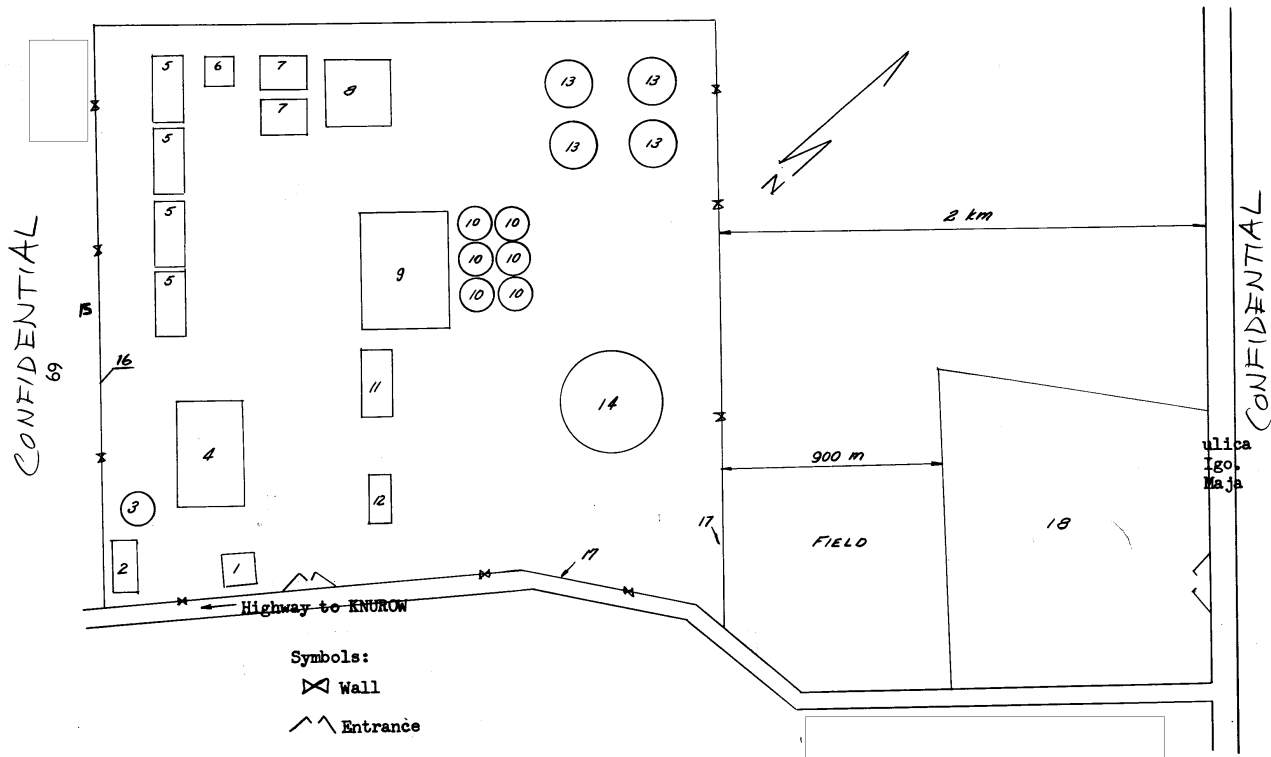 5
6
7
8
13
13
5
7
13
13
N
5
10
10
2 km
9
10
10
5
10
10
CONFIDENTIAL
69
15
16
CONFIDENTIAL
11
14
4
ulica
Igo.
Maja
900 m
12
3
17
18
FIELD
2
1
17
Highway to KNUROW
Symbols:
Wall
Entrance